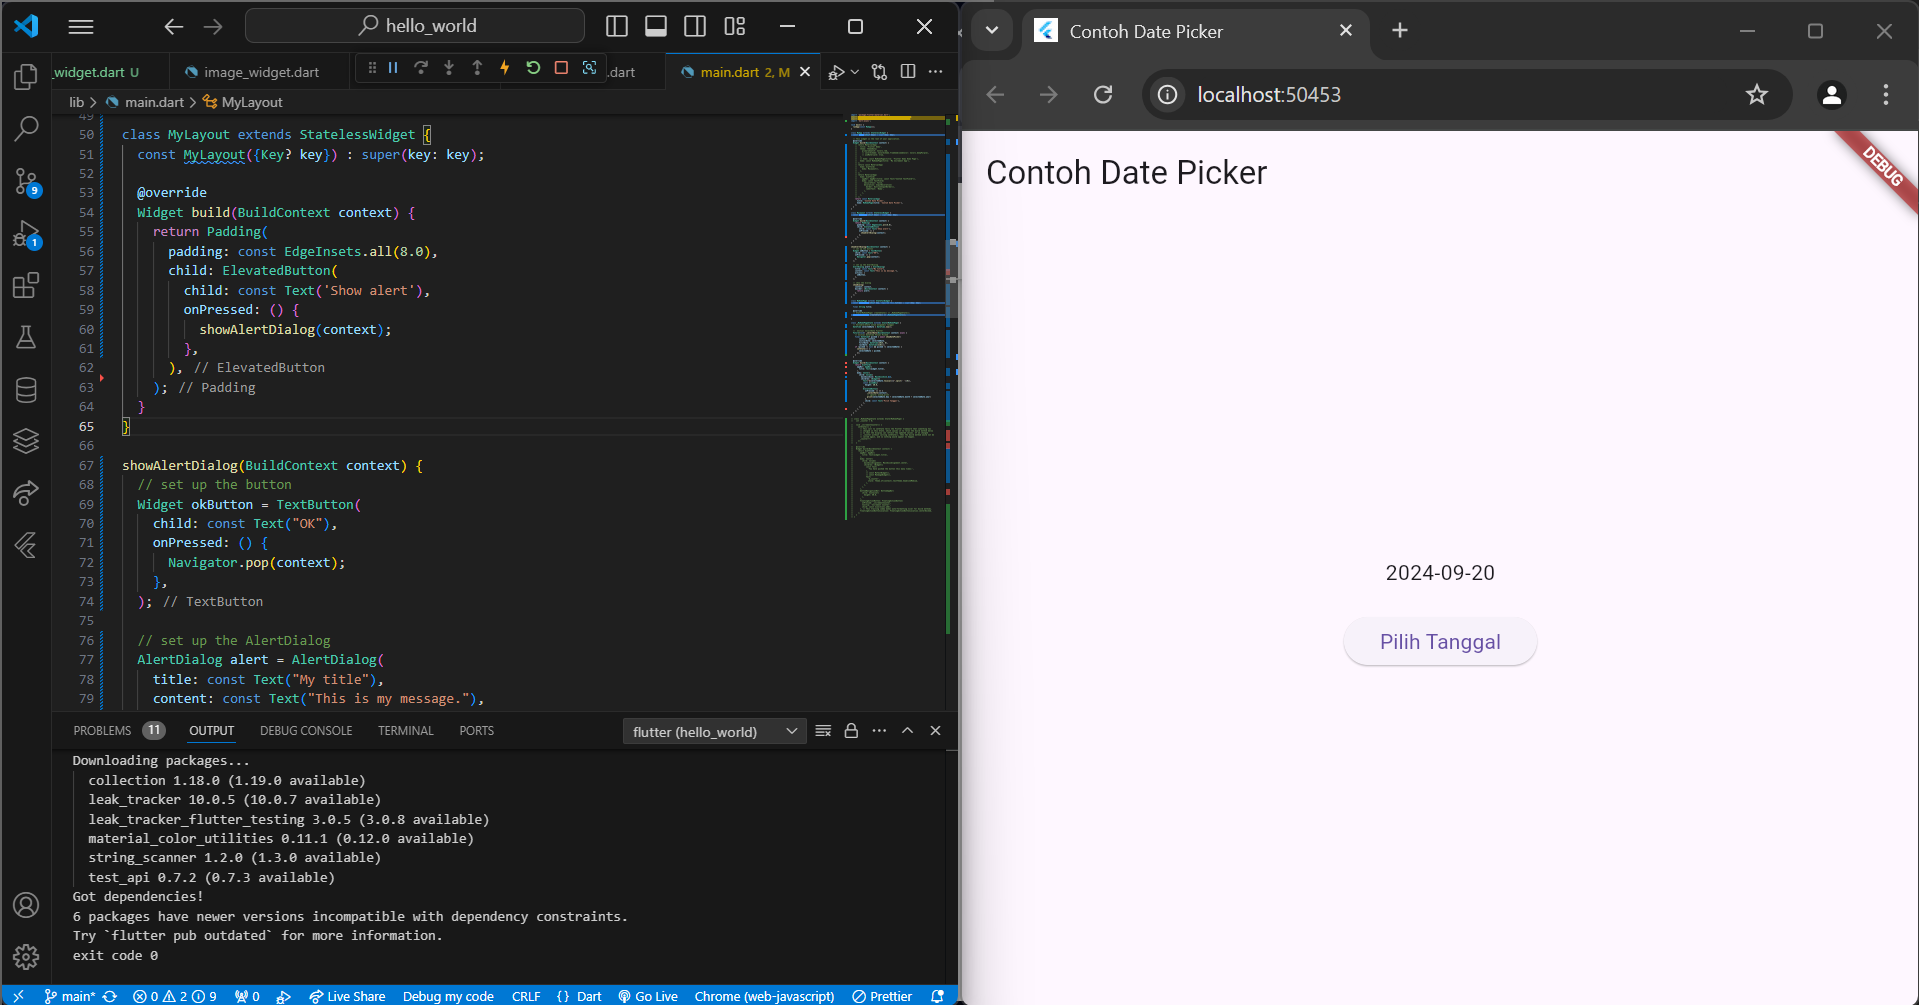 hello_world
_widget.dart U
image_widget.dart
.dart
main.dart 2, M
lib > main.dart > MyLayout
49
50 class MyLayout extends StatelessWidget {
51 const MyLayout({Key? key}) : super(key: key);
52
53 @override
54 Widget build(BuildContext context) {
55 return Padding(
56 padding: const EdgeInsets.all(8.0),
57 child: ElevatedButton(
58 child: const Text('Show alert'),
59 onPressed: () {
60 showAlertDialog(context);
61 },
62 ), // ElevatedButton
63 ); // Padding
64 }
65 }
66
67 showAlertDialog(BuildContext context) {
68 // set up the button
69 Widget okButton = TextButton(
70 child: const Text("OK"),
71 onPressed: () {
72 Navigator.pop(context);
73 },
74 ); // TextButton
75
76 // set up the AlertDialog
77 AlertDialog alert = AlertDialog(
78 title: const Text("My title"),
79 content: const Text("This is my message."),
9
1
PROBLEMS 11 OUTPUT DEBUG CONSOLE TERMINAL PORTS flutter (hello_world)
Downloading packages...
collection 1.18.0 (1.19.0 available)
leak_tracker 10.0.5 (10.0.7 available)
leak_tracker_flutter_testing 3.0.5 (3.0.8 available)
material_color_utilities 0.11.1 (0.12.0 available)
string_scanner 1.2.0 (1.3.0 available)
test_api 0.7.2 (0.7.3 available)
Got dependencies!
6 packages have newer versions incompatible with dependency constraints.
Try `flutter pub outdated` for more information.
exit code 0
main* 0 2 9 0 Live Share Debug my code CRLF {} Dart Go Live Chrome (web-javascript) Prettier
Contoh Date Picker
localhost:50453
Contoh Date Picker
DEBUG
2024-09-20
Pilih Tanggal